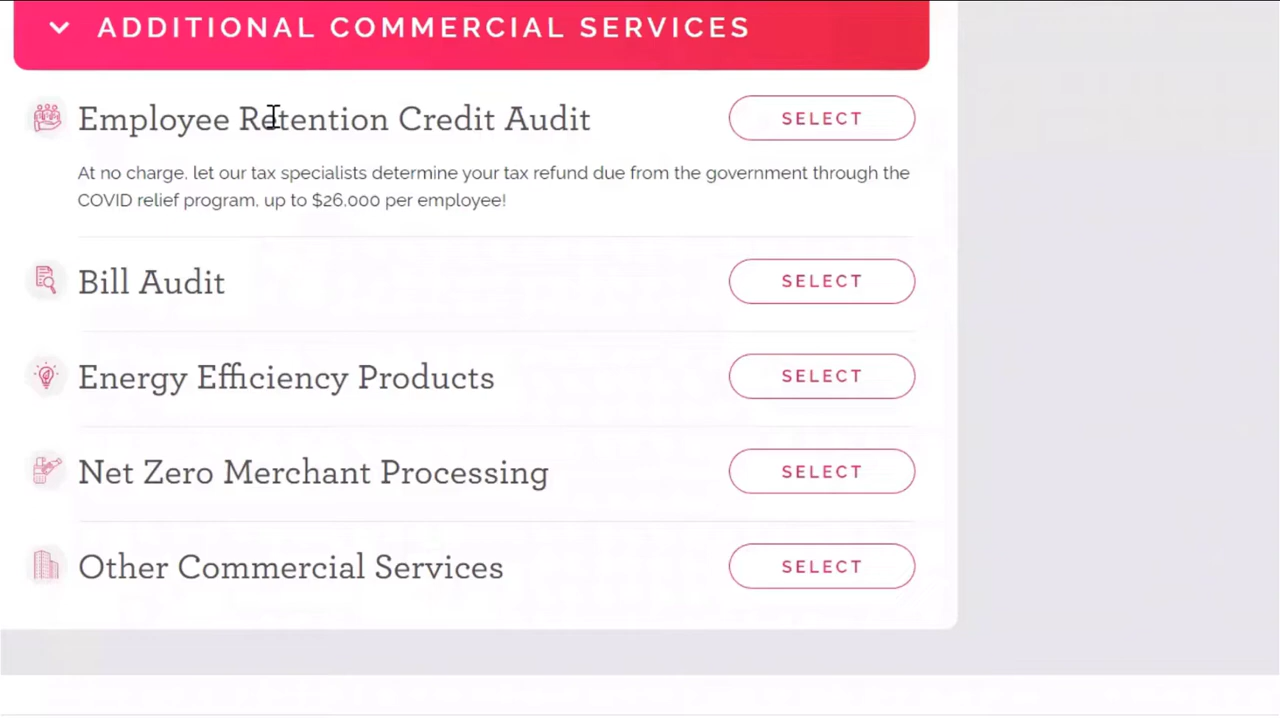 ADDITIONAL COMMERCIAL SERVICES
Employee Retention Credit Audit SELECT
At no charge, let our tax specialists determine your tax refund due from the government through the
COVID relief program, up to $26,000 per employee!
Bill Audit SELECT
Energy Efficiency Products SELECT
Net Zero Merchant Processing SELECT
Other Commercial Services SELECT